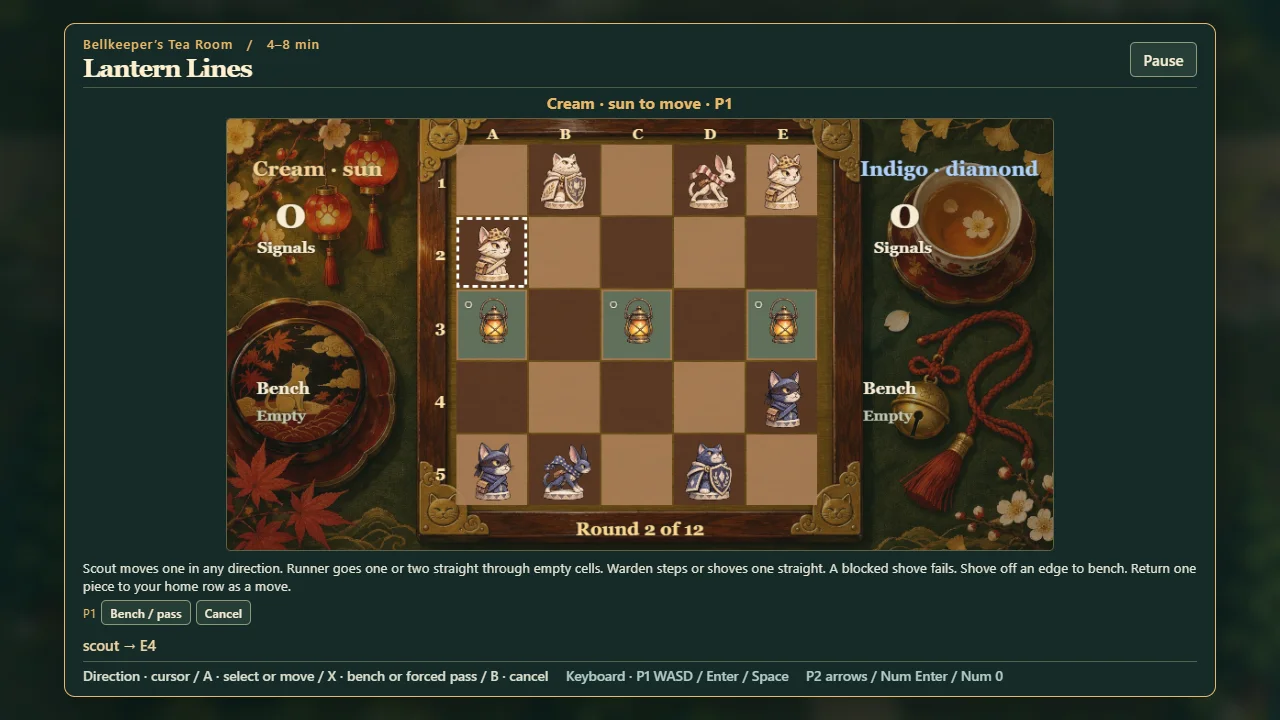 Bellkeeper's Tea Room / 4–8 min
Lantern Lines
Pause
Cream · sun to move · P1
A B C D E
Cream · sun
0
Signals
Indigo · diamond
0
Signals
1
2
3
4
5
Bench
Empty
Bench
Empty
Round 2 of 12
Scout moves one in any direction. Runner goes one or two straight through empty cells. Warden steps or shoves one straight. A blocked shove fails. Shove off an edge to bench. Return one
piece to your home row as a move.
P1 Bench / pass Cancel
scout → E4
Direction · cursor / A · select or move / X · bench or forced pass / B · cancel Keyboard · P1 WASD / Enter / Space P2 arrows / Num Enter / Num 0